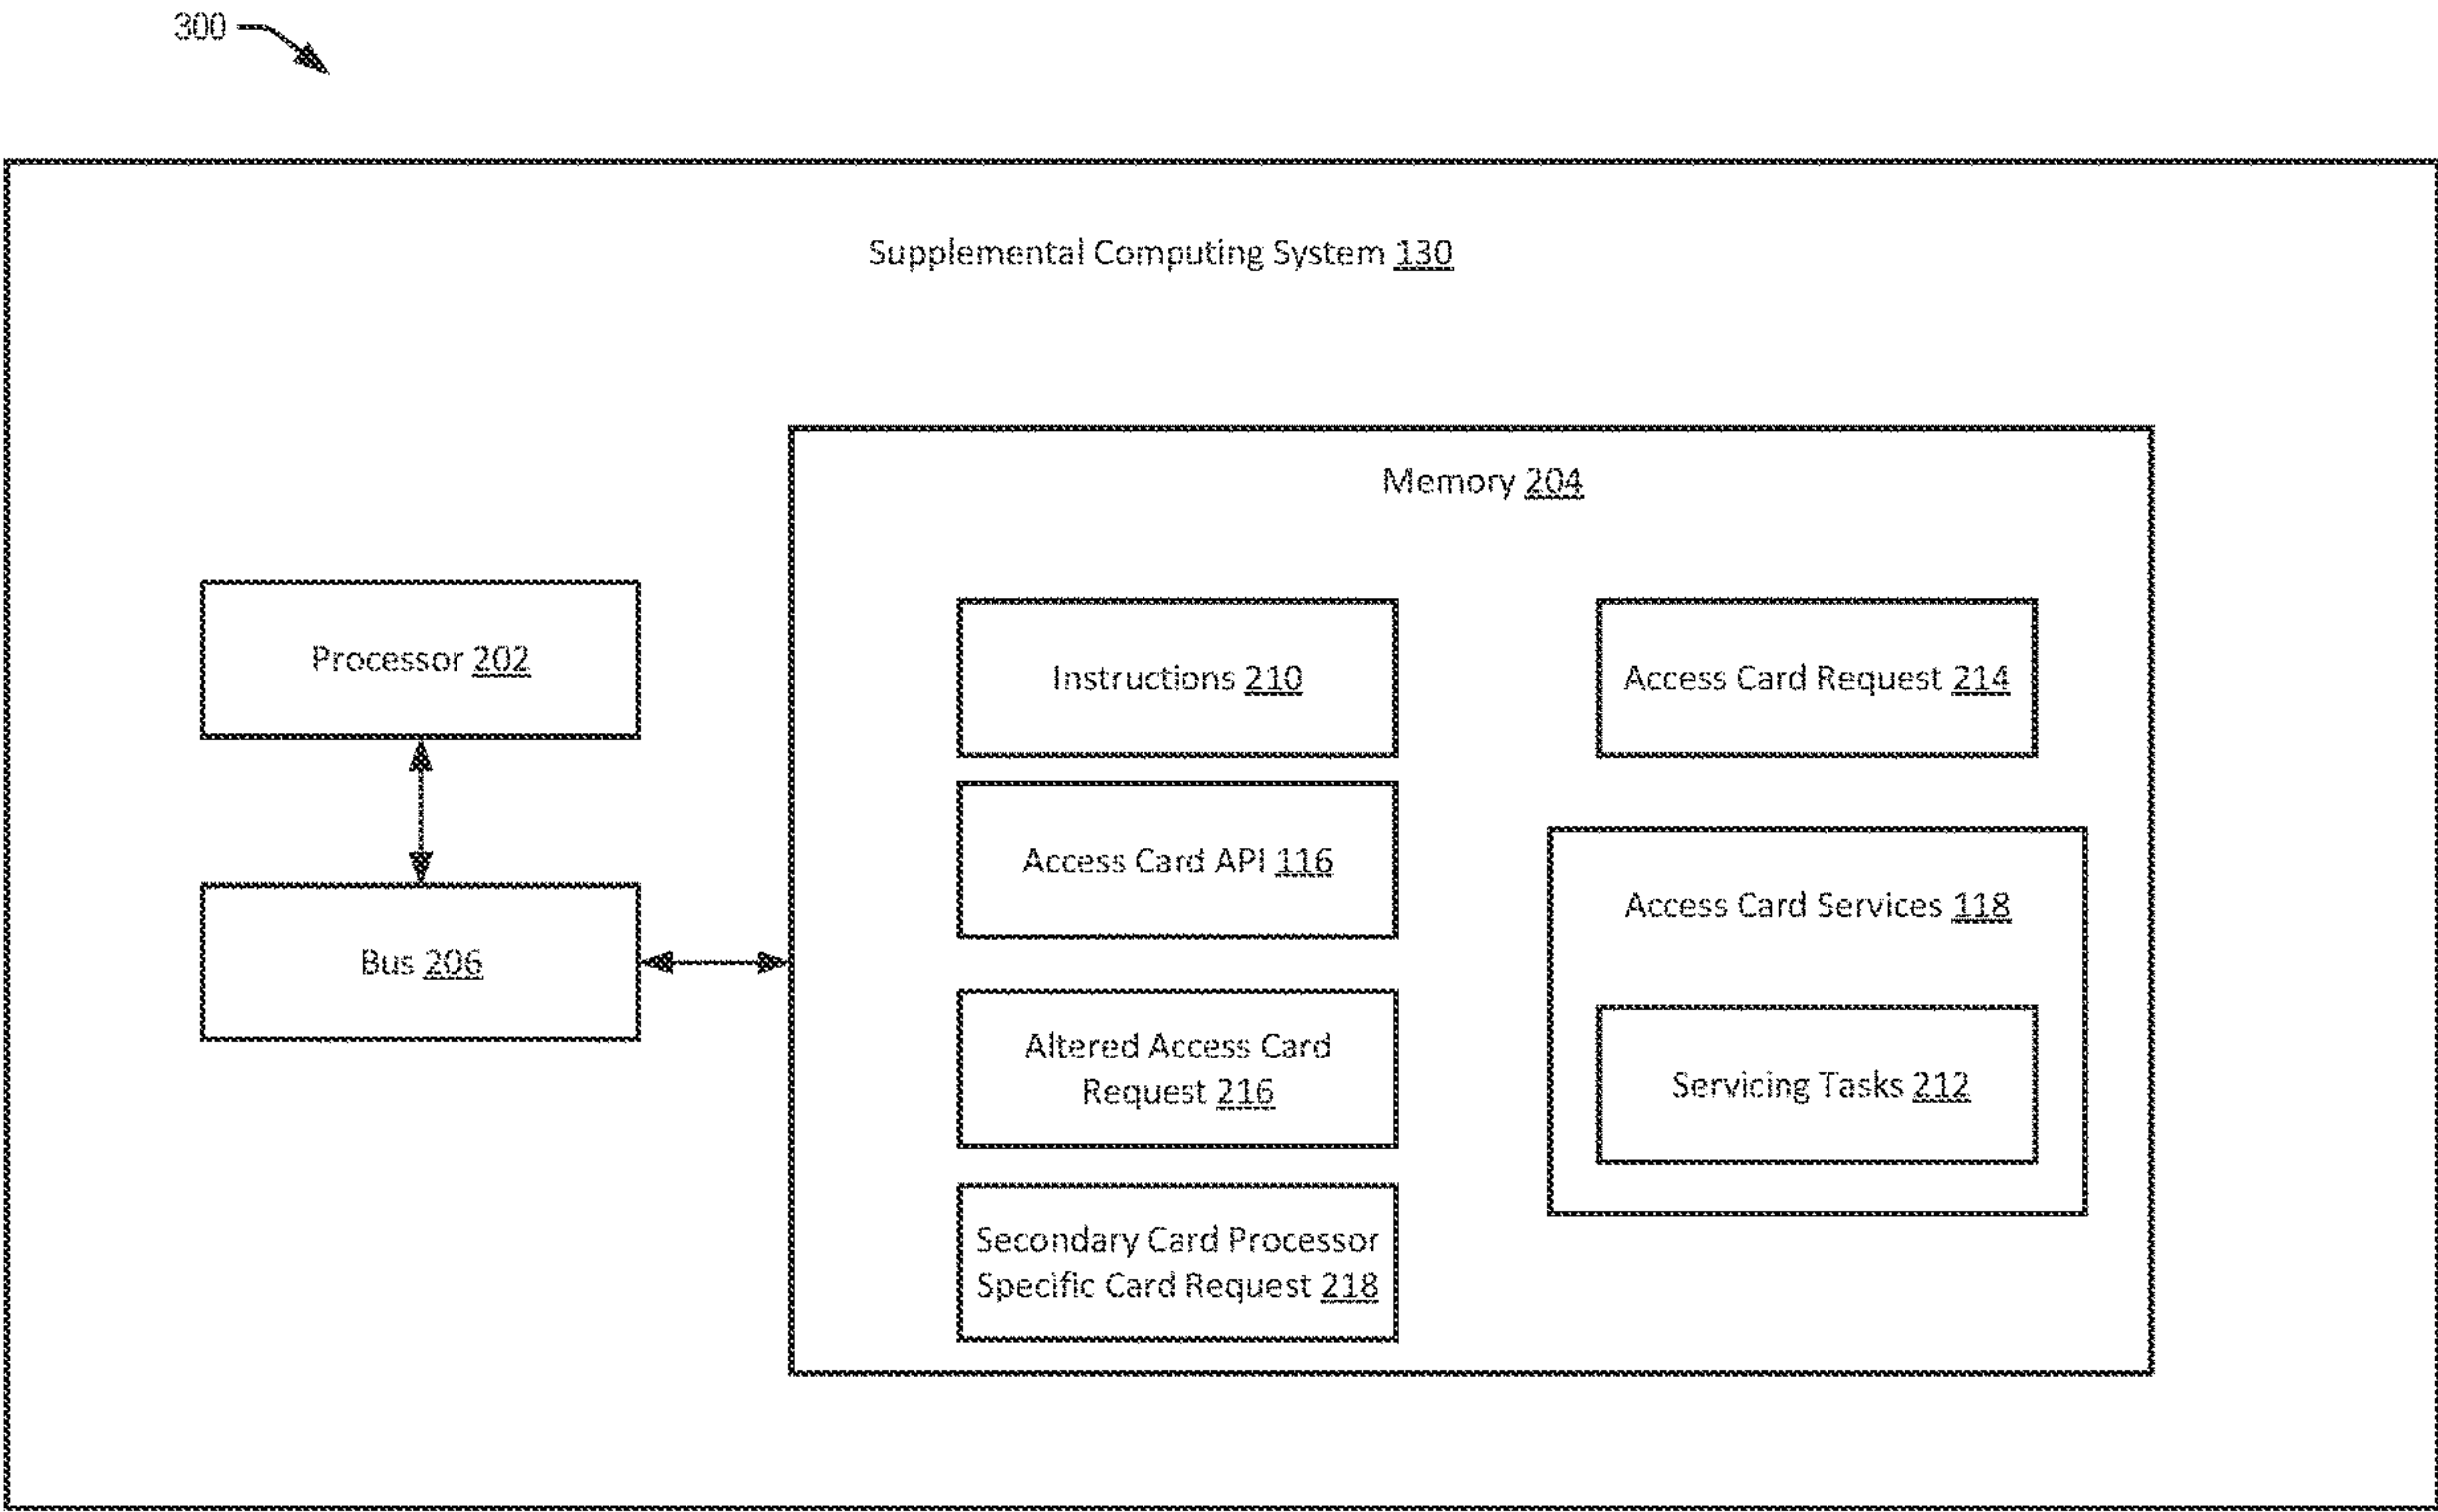 300
Supplemental Computing System 130
Memory 204
Processor 202
Instructions 210
Access Card Request 214
Access Card API 116
Access Card Services 118
Bus 206
Altered Access Card
Request 216
Servicing Tasks 212
Secondary Card Processor
Specific Card Request 218